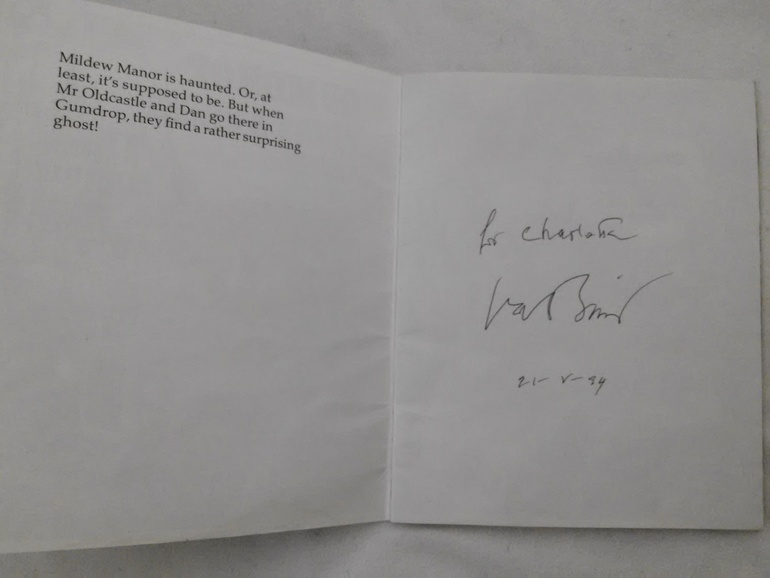 Mildew Manor is haunted. Or, at
least, it's supposed to be. But when
Mr Oldcastle and Dan go there in
Gumdrop, they find a rather surprising
ghost!
for Charlotte
Val Biro
21-V-94